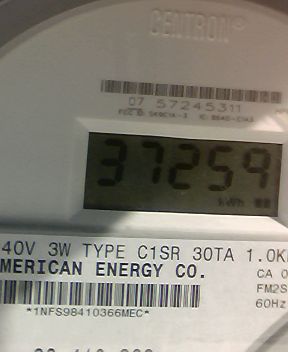 CENTRON®
07 57245311
37259
kWh
40V 3W TYPE C1SR 30TA 1.0K
MERICAN ENERGY CO.
CA 0
FM2S
60Hz
*1NFS98410366MEC*